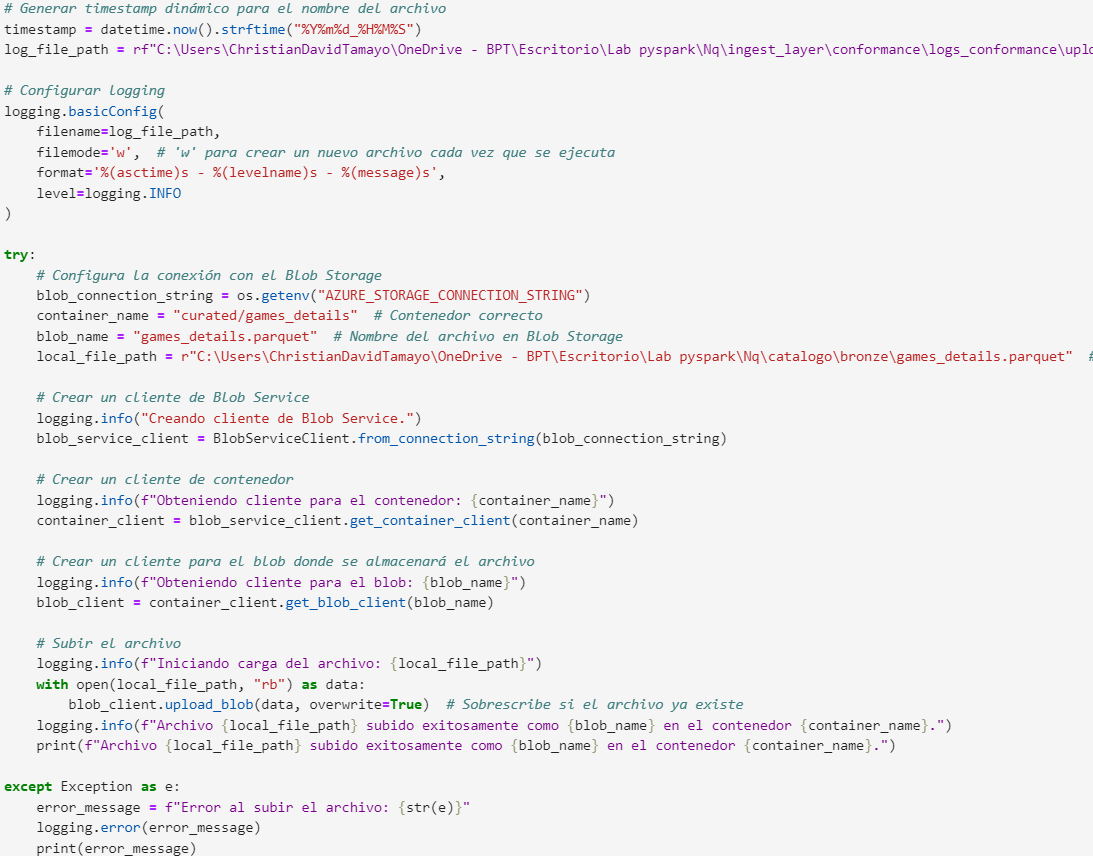 # Generar timestamp dinámico para el nombre del archivo
timestamp = datetime.now().strftime("%Y%m%d_%H%M%S")
log_file_path = rf"C:\Users\ChristianDavidTamayo\OneDrive - BPT\Escritorio\Lab pyspark\Nq\ingest_layer\conformance\logs_conformance\uplo
# Configurar logging
logging.basicConfig(
    filename=log_file_path,
    filemode='w',  # 'w' para crear un nuevo archivo cada vez que se ejecuta
    format='%(asctime)s - %(levelname)s - %(message)s',
    level=logging.INFO
)
try:
    # Configura la conexión con el Blob Storage
    blob_connection_string = os.getenv("AZURE_STORAGE_CONNECTION_STRING")
    container_name = "curated/games_details"  # Contenedor correcto
    blob_name = "games_details.parquet"  # Nombre del archivo en Blob Storage
    local_file_path = r"C:\Users\ChristianDavidTamayo\OneDrive - BPT\Escritorio\Lab pyspark\Nq\catalogo\bronze\games_details.parquet"  #
    # Crear un cliente de Blob Service
    logging.info("Creando cliente de Blob Service.")
    blob_service_client = BlobServiceClient.from_connection_string(blob_connection_string)
    # Crear un cliente de contenedor
    logging.info(f"Obteniendo cliente para el contenedor: {container_name}")
    container_client = blob_service_client.get_container_client(container_name)
    # Crear un cliente para el blob donde se almacenará el archivo
    logging.info(f"Obteniendo cliente para el blob: {blob_name}")
    blob_client = container_client.get_blob_client(blob_name)
    # Subir el archivo
    logging.info(f"Iniciando carga del archivo: {local_file_path}")
    with open(local_file_path, "rb") as data:
        blob_client.upload_blob(data, overwrite=True)  # Sobrescribe si el archivo ya existe
    logging.info(f"Archivo {local_file_path} subido exitosamente como {blob_name} en el contenedor {container_name}.")
    print(f"Archivo {local_file_path} subido exitosamente como {blob_name} en el contenedor {container_name}.")
except Exception as e:
    error_message = f"Error al subir el archivo: {str(e)}"
    logging.error(error_message)
    print(error_message)